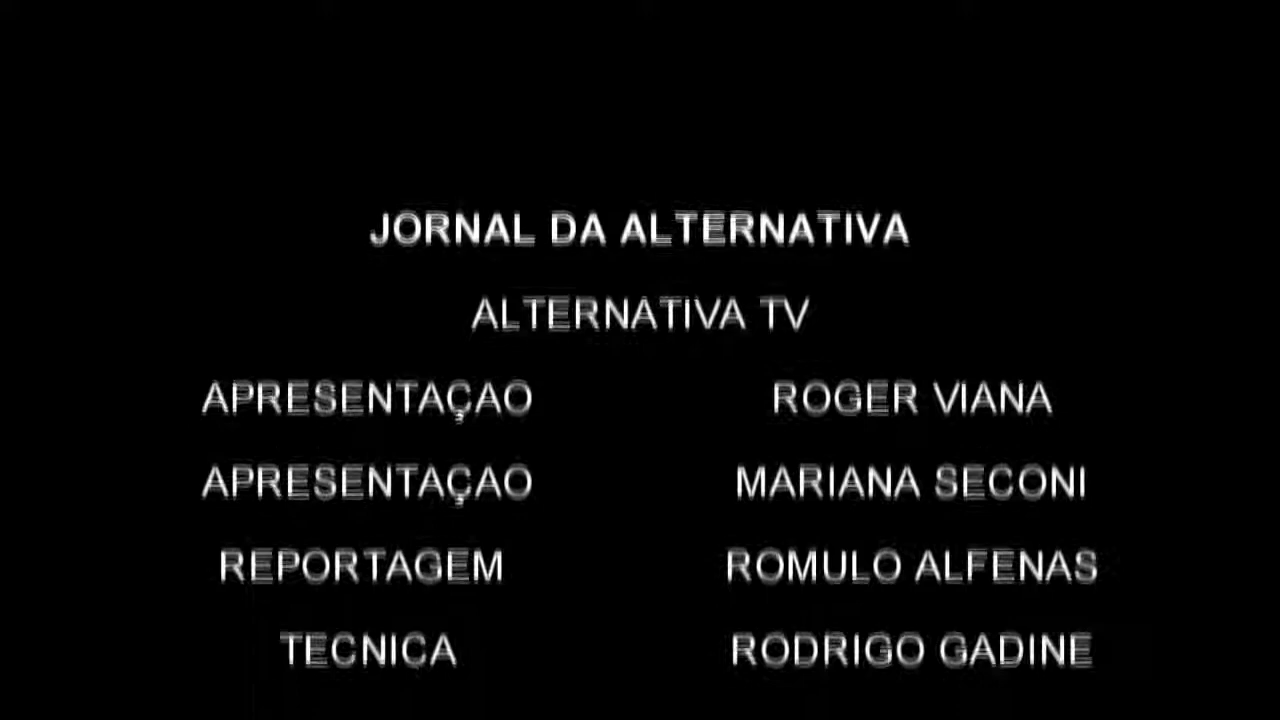 JORNAL DA ALTERNATIVA
ALTERNATIVA TV
APRESENTAÇAO ROGER VIANA
APRESENTAÇAO MARIANA SECONI
REPORTAGEM ROMULO ALFENAS
TECNICA RODRIGO GADINE